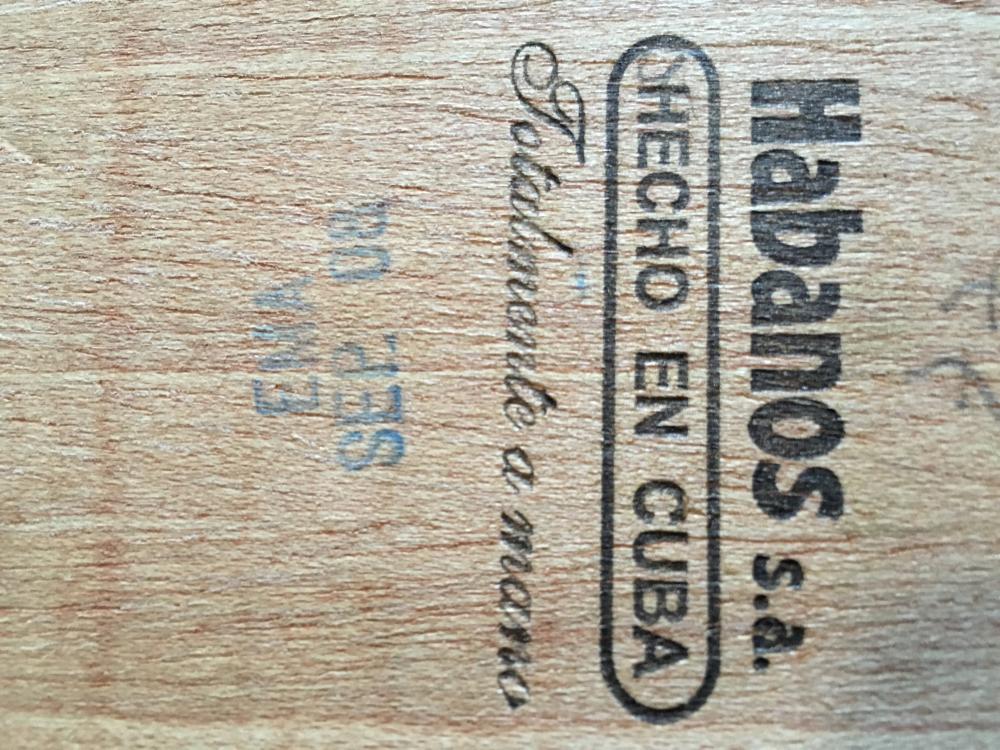 Habanos s.a.
HECHO EN CUBA
Totalmente a mano
EMA
SEP 08